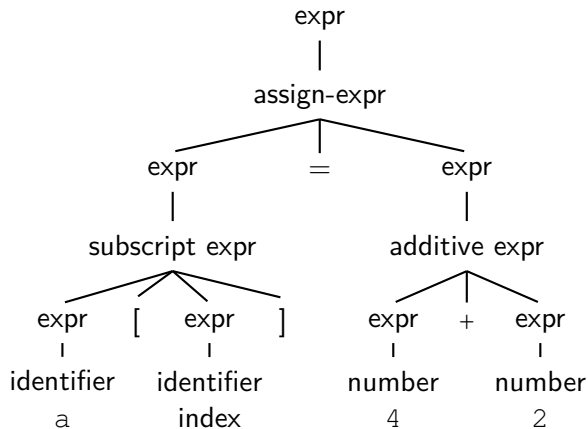 expr
assign-expr
expr = expr
subscript expr additive expr
expr [ expr ] expr + expr
identifier identifier number number
a index 4 2